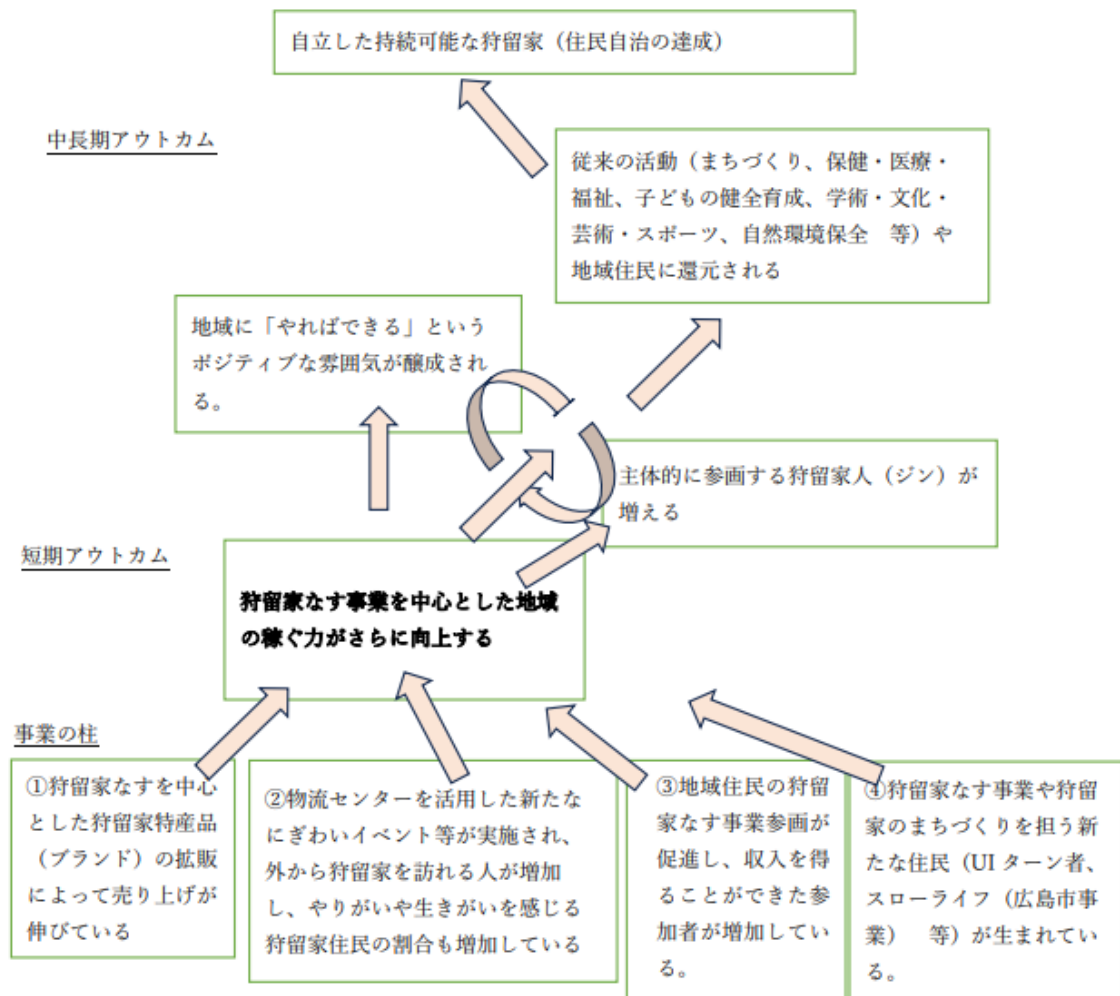 自立した持続可能な狩留家（住民自治の達成）
中長期アウトカム
従来の活動（まちづくり、保健・医療・
福祉、子どもの健全育成、学術・文化・
芸術・スポーツ、自然環境保全　等）や
地域住民に還元される
地域に「やればできる」という
ポジティブな雰囲気が醸成され
る。
主体的に参画する狩留家人（ジン）が
増える
短期アウトカム
狩留家なす事業を中心とした地域
の稼ぐ力がさらに向上する
事業の柱
①狩留家なすを中心
とした狩留家特産品
（ブランド）の拡販
によって売り上げが
伸びている
②物流センターを活用した新たな
にぎわいイベント等が実施され、
外から狩留家を訪れる人が増加
し、やりがいや生きがいを感じる
狩留家住民の割合も増加している
③地域住民の狩留
家なす事業参画が
促進し、収入を得
ることができた参
加者が増加してい
る。
④狩留家なす事業や狩留
家のまちづくりを担う新
たな住民（UIターン者、
スローライフ（広島市事
業）　等）が生まれてい
る。